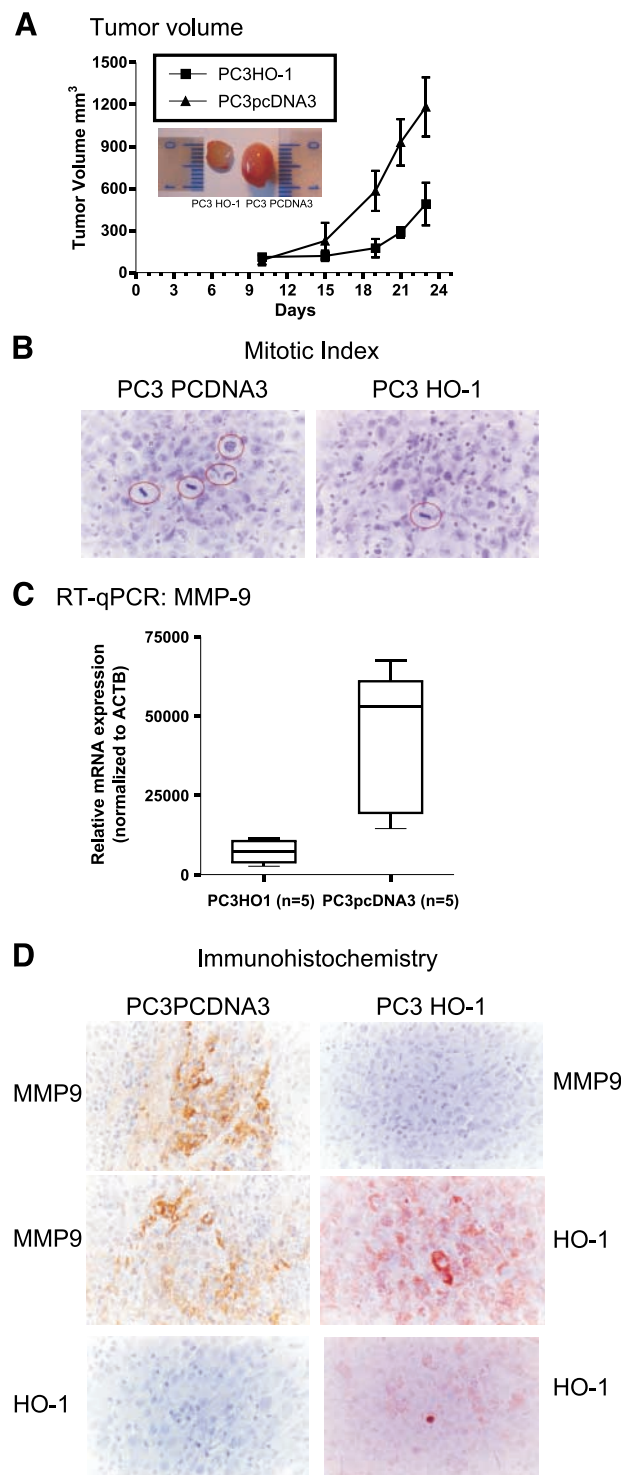 A Tumor volume
Tumor Volume mm³
1500
1200
900
600
300
0
PC3HO-1
PC3pcDNA3
PC3 HO-1 PC3 PCDNA3
0 3 6 9 12 15 18 21 24
Days
B Mitotic Index
PC3 PCDNA3 PC3 HO-1
C RT-qPCR: MMP-9
Relative mRNA expression
(normalized to ACTB)
75000
50000
25000
0
PC3HO1 (n=5) PC3pcDNA3 (n=5)
D Immunohistochemistry
PC3PCDNA3 PC3 HO-1
MMP9 MMP9
MMP9 HO-1
HO-1 HO-1